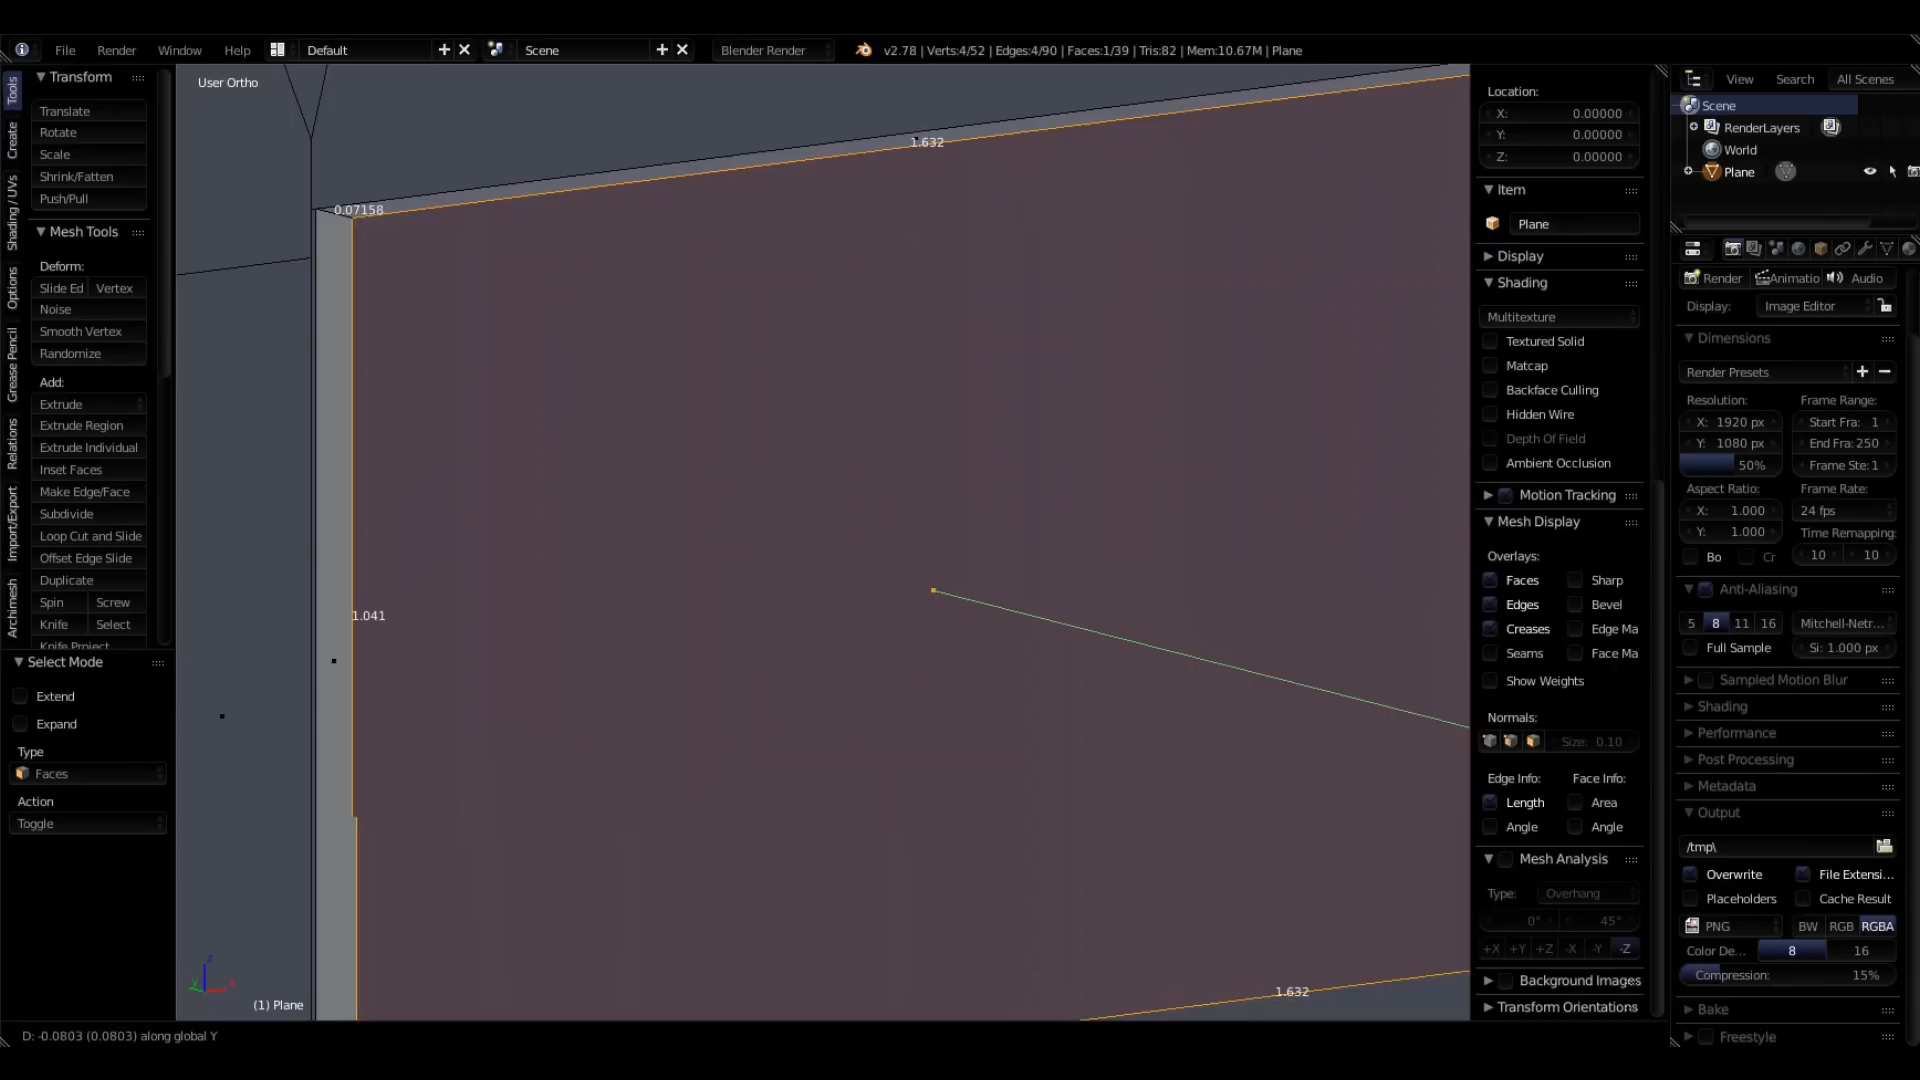 File Render Window Help Default Scene Blender Render v2.78 | Verts:4/52 | Edges:4/90 | Faces:1/39 | Tris:82 | Mem:10.67M | Plane
Tools
Create
Shading / UVs
Options
Grease Pencil
Relations
Import/Export
Archimesh
Transform
Translate
Rotate
Scale
Shrink/Fatten
Push/Pull
Mesh Tools
Deform:
Slide Ed Vertex
Noise
Smooth Vertex
Randomize
Add:
Extrude
Extrude Region
Extrude Individual
Inset Faces
Make Edge/Face
Subdivide
Loop Cut and Slide
Offset Edge Slide
Duplicate
Spin Screw
Knife Select
Knife Project
Select Mode
Extend
Expand
Type
Faces
Action
Toggle
User Ortho
1.632
0.07158
1.041
1.632
z
y
x
(1) Plane
D: -0.0803 (0.0803) along global Y
Location:
X: 0.00000
Y: 0.00000
Z: 0.00000
Item
Plane
Display
Shading
Multitexture
Textured Solid
Matcap
Backface Culling
Hidden Wire
Depth Of Field
Ambient Occlusion
Motion Tracking
Mesh Display
Overlays:
Faces Sharp
Edges Bevel
Creases Edge Ma
Seams Face Ma
Show Weights
Normals:
Size: 0.10
Edge Info: Face Info:
Length Area
Angle Angle
Mesh Analysis
Type: Overhang
0° 45°
+X +Y +Z -X -Y -Z
Background Images
Transform Orientations
View Search All Scenes
Scene
RenderLayers
World
Plane
Render Animatio Audio
Display: Image Editor
Dimensions
Render Presets
Resolution: Frame Range:
X: 1920 px Start Fra: 1
Y: 1080 px End Fra: 250
50% Frame Ste: 1
Aspect Ratio: Frame Rate:
X: 1.000 24 fps
Y: 1.000 Time Remapping:
Bo Cr 10 10
Anti-Aliasing
5 8 11 16 Mitchell-Netr...
Full Sample Si: 1.000 px
Sampled Motion Blur
Shading
Performance
Post Processing
Metadata
Output
/tmp\
Overwrite File Extensi...
Placeholders Cache Result
PNG BW RGB RGBA
Color De... 8 16
Compression: 15%
Bake
Freestyle